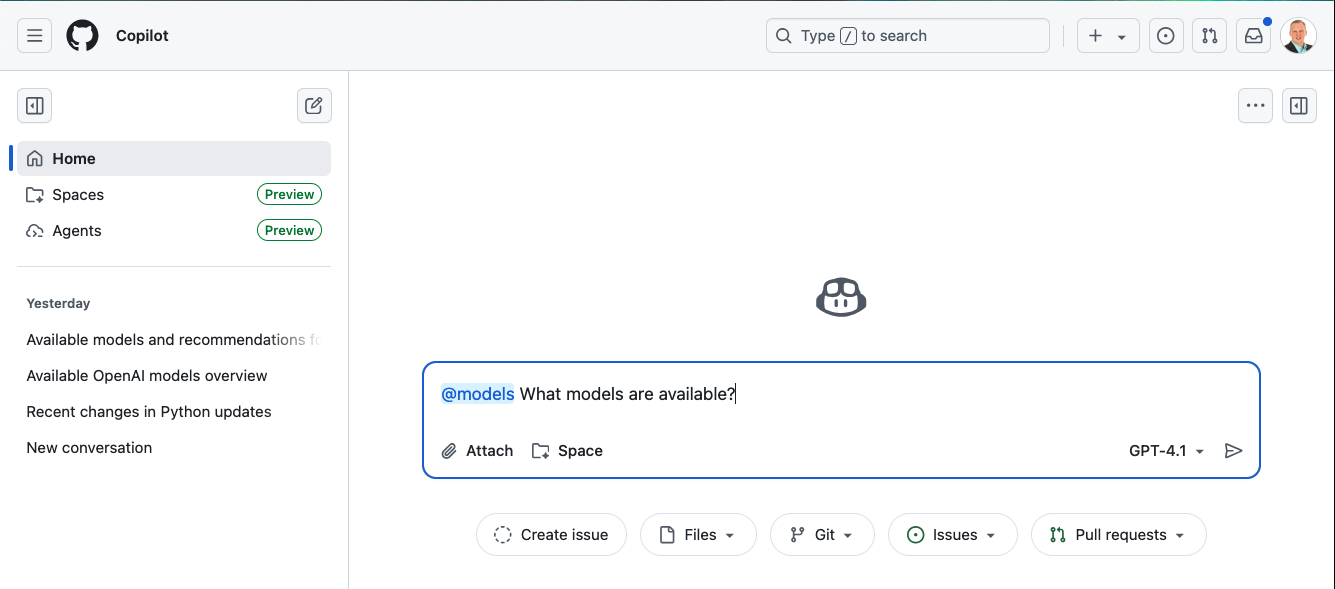 Copilot
Type / to search
Home
Spaces Preview
Agents Preview
Yesterday
Available models and recommendations
Available OpenAI models overview
Recent changes in Python updates
New conversation
@models What models are available?
Attach Space GPT-4.1
Create issue Files Git Issues Pull requests